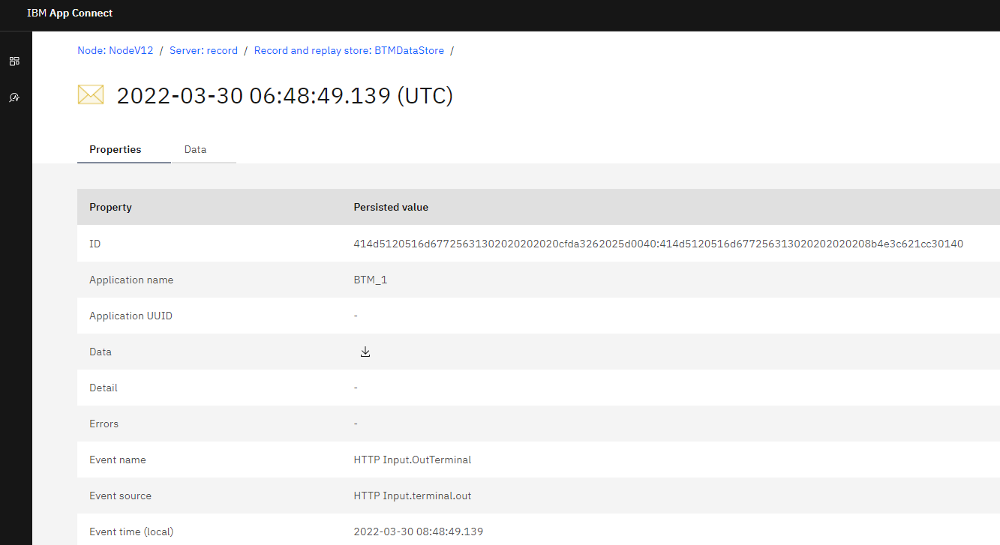 IBM App Connect
Node: NodeV12 / Server: record / Record and replay store: BTMDataStore /
2022-03-30 06:48:49.139 (UTC)
Properties Data
Property Persisted value
ID 414d5120516d67725631302020202020cfda3262025d0040:414d5120516d677256313020202020208b4e3c621cc30140
Application name BTM_1
Application UUID -
Data
Detail -
Errors -
Event name HTTP Input.OutTerminal
Event source HTTP Input.terminal.out
Event time (local) 2022-03-30 08:48:49.139